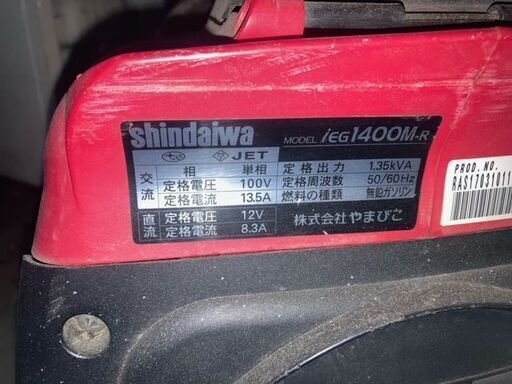 shindaiwa MODEL iEG1400M-R
JET
交流 相 単相 定格出力 1.35kVA
定格電圧 100V 定格周波数 50/60Hz
定格電流 13.5A 燃料の種類 無鉛ガソリン
直流 定格電圧 12V
定格電流 8.3A
株式会社やまびこ
PROD.NO.
RAS117031011